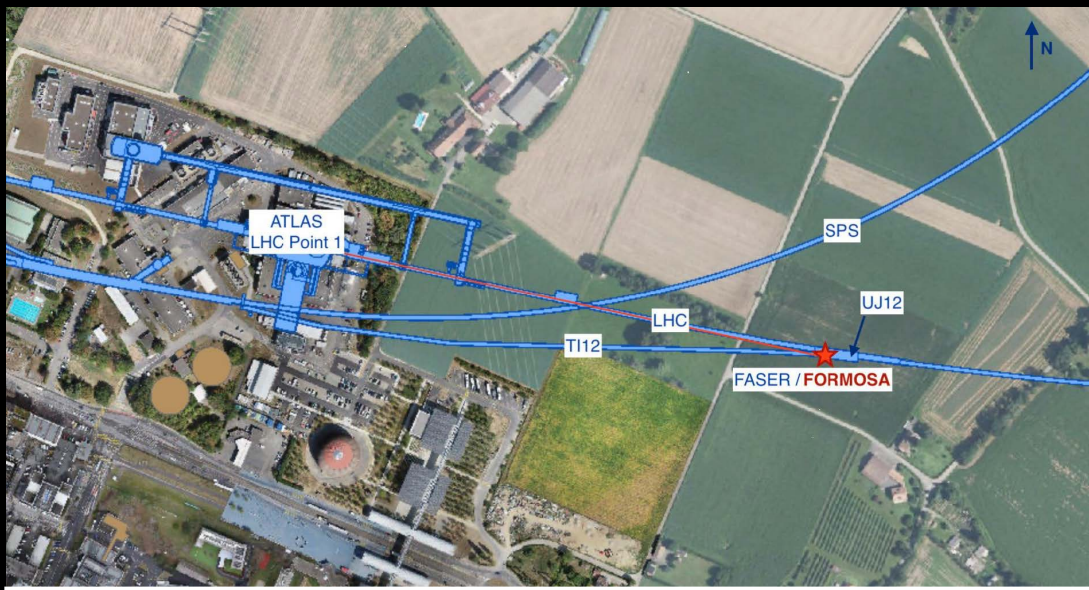 N
ATLAS
LHC Point 1
SPS
UJ12
LHC
TI12
FASER / FORMOSA